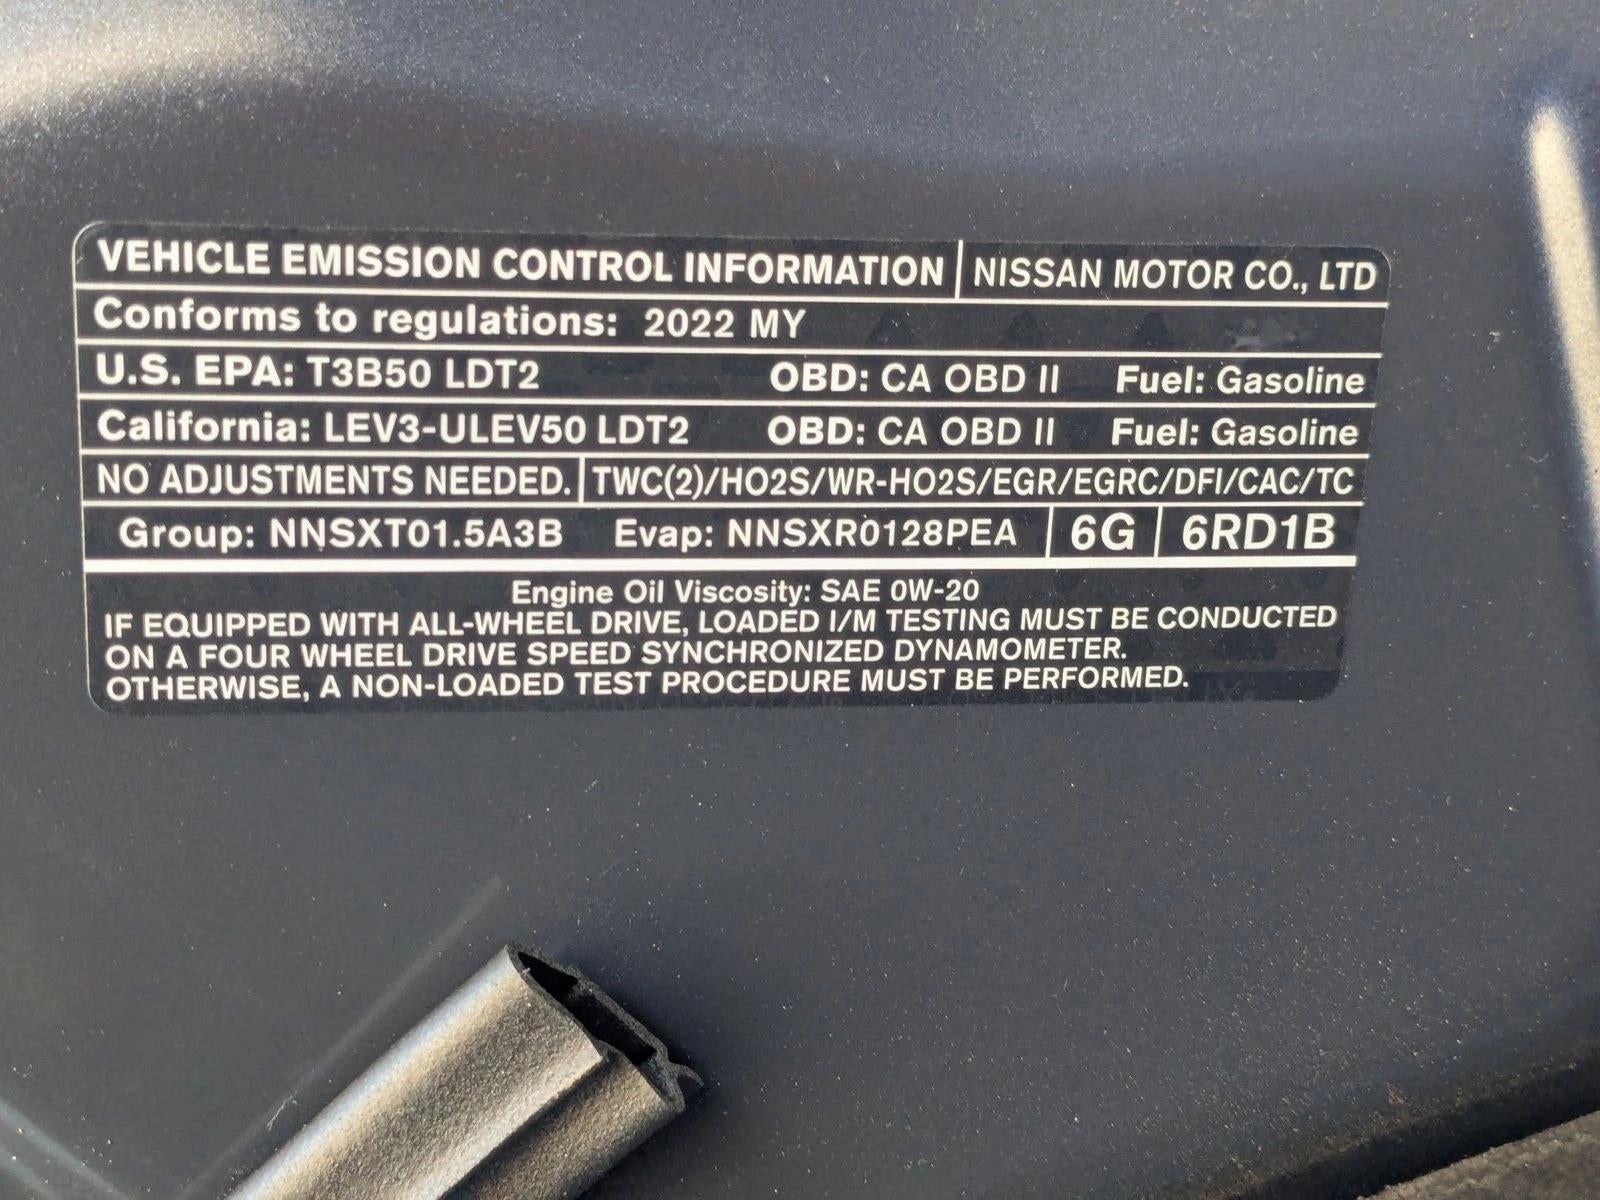 VEHICLE EMISSION CONTROL INFORMATION NISSAN MOTOR CO., LTD
Conforms to regulations: 2022 MY
U.S. EPA: T3B50 LDT2 OBD: CA OBD II Fuel: Gasoline
California: LEV3-ULEV50 LDT2 OBD: CA OBD II Fuel: Gasoline
NO ADJUSTMENTS NEEDED. TWC(2)/HO2S/WR-HO2S/EGR/EGRC/DFI/CAC/TC
Group: NNSXT01.5A3B Evap: NNSXR0128PEA 6G 6RD1B
Engine Oil Viscosity: SAE 0W-20
IF EQUIPPED WITH ALL-WHEEL DRIVE, LOADED I/M TESTING MUST BE CONDUCTED
ON A FOUR WHEEL DRIVE SPEED SYNCHRONIZED DYNAMOMETER.
OTHERWISE, A NON-LOADED TEST PROCEDURE MUST BE PERFORMED.